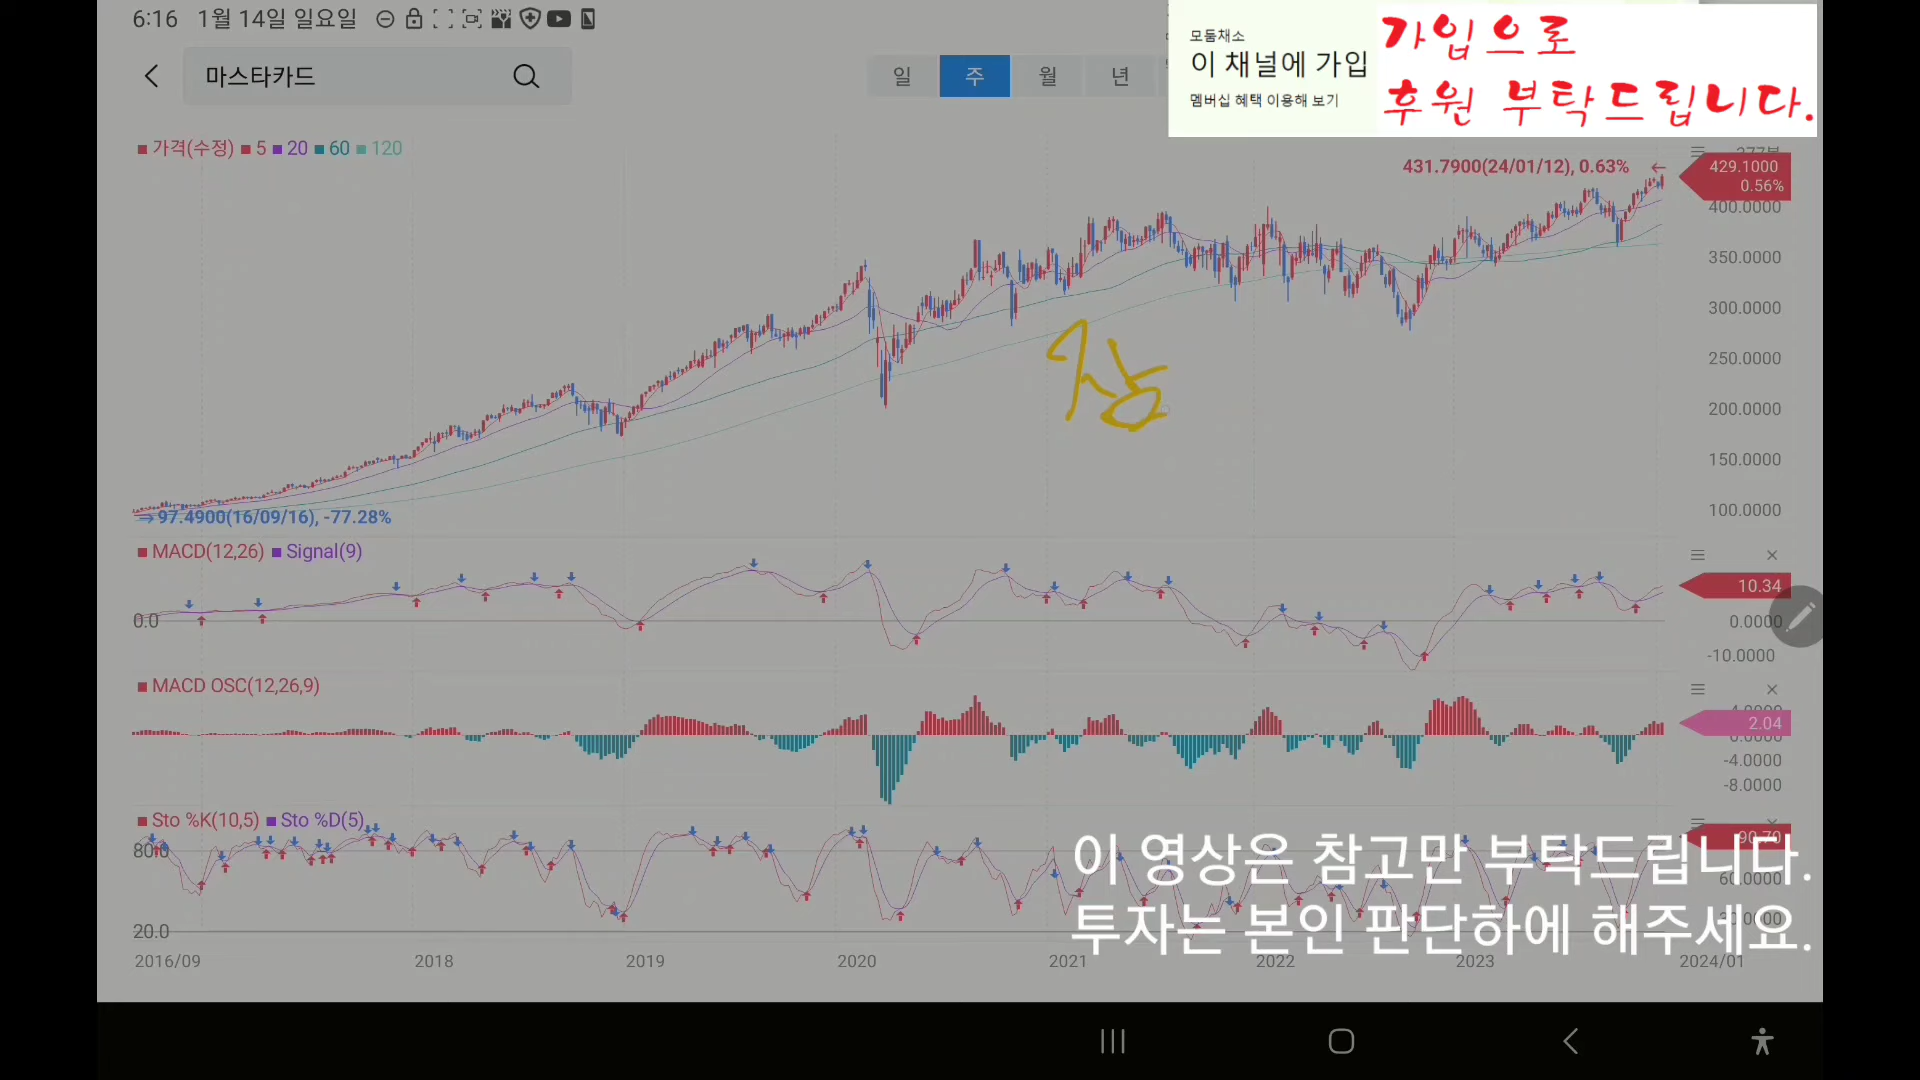 6:16 1월 14일 일요일
마스타카드
일 주 월 년
모둠채소
이 채널에 가입
멤버십 혜택 이용해 보기
가입으로
후원 부탁드립니다.
가격(수정) 5 20 60 120
431.7900(24/01/12), 0.63% ←
429.1000
0.56%
400.0000
350.0000
300.0000
250.0000
200.0000
150.0000
100.0000
⇒97.4900(16/09/16), -77.28%
MACD(12,26) Signal(9)
10.34
0.0
0.0000
-10.0000
MACD OSC(12,26,9)
2.04
-4.0000
-8.0000
Sto %K(10,5) Sto %D(5)
90.70
80.0
60.0000
20.0
이 영상은 참고만 부탁드립니다.
투자는 본인 판단하에 해주세요.
2016/09 2018 2019 2020 2021 2022 2023 2024/01